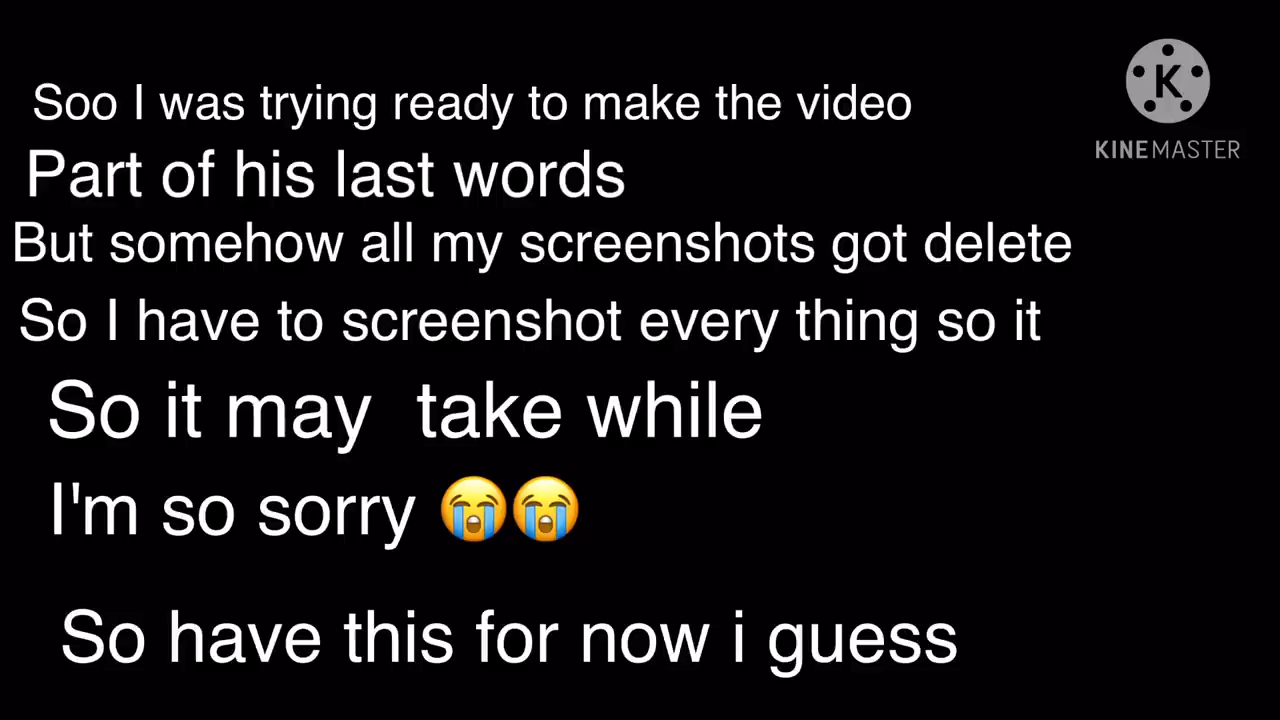 Soo I was trying ready to make the video
Part of his last words
But somehow all my screenshots got delete
So I have to screenshot every thing so it
So it may  take while
I'm so sorry 😭😭
So have this for now i guess
K
KINEMASTER